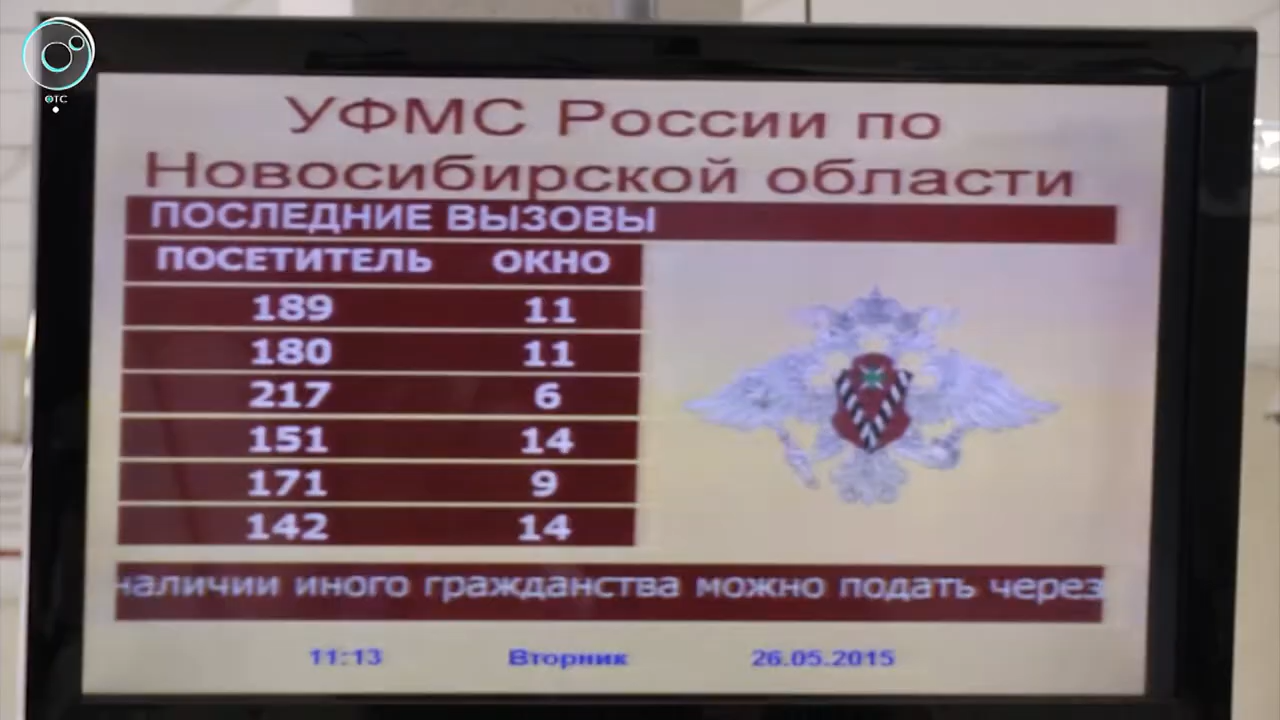 ОТС
УФМС России по
Новосибирской области
ПОСЛЕДНИЕ ВЫЗОВЫ
ПОСЕТИТЕЛЬ ОКНО
189 11
180 11
217 6
151 14
171 9
142 14
наличии иного гражданства можно подать через
11:13 Вторник 26.05.2015